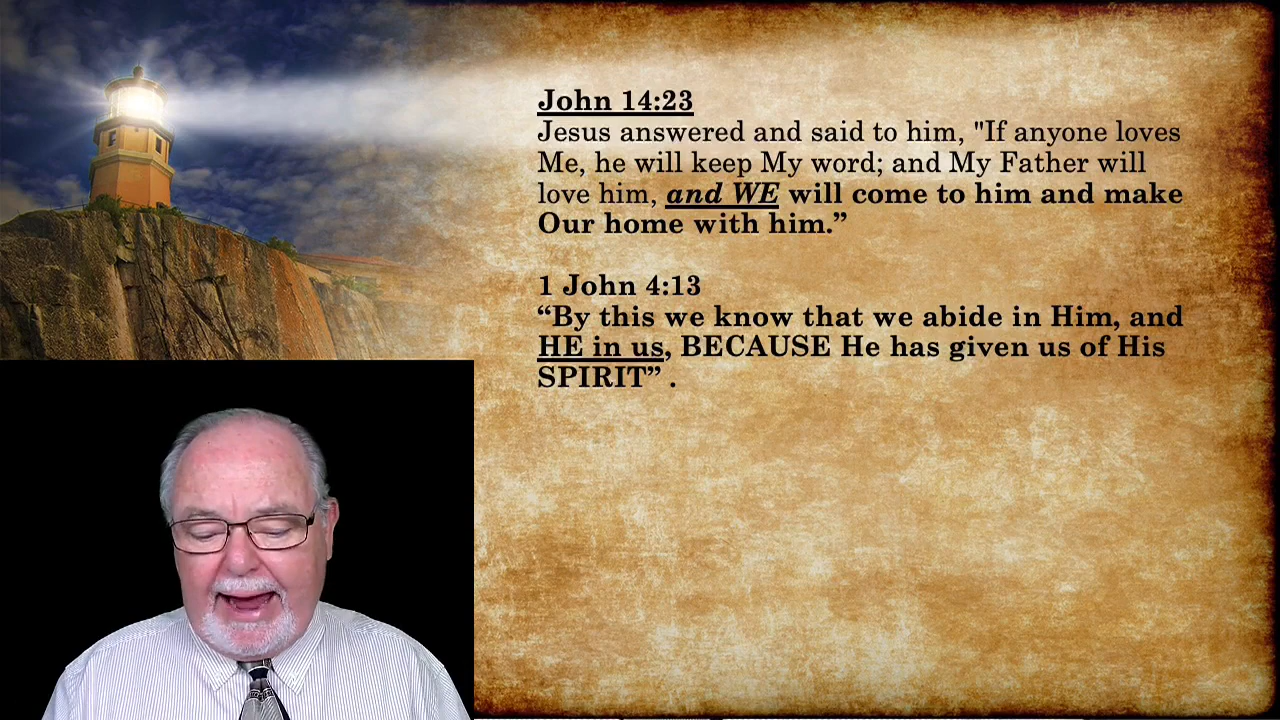 John 14:23
Jesus answered and said to him, "If anyone loves
Me, he will keep My word; and My Father will
love him, and WE will come to him and make
Our home with him.”
1 John 4:13
“By this we know that we abide in Him, and
HE in us, BECAUSE He has given us of His
SPIRIT” .